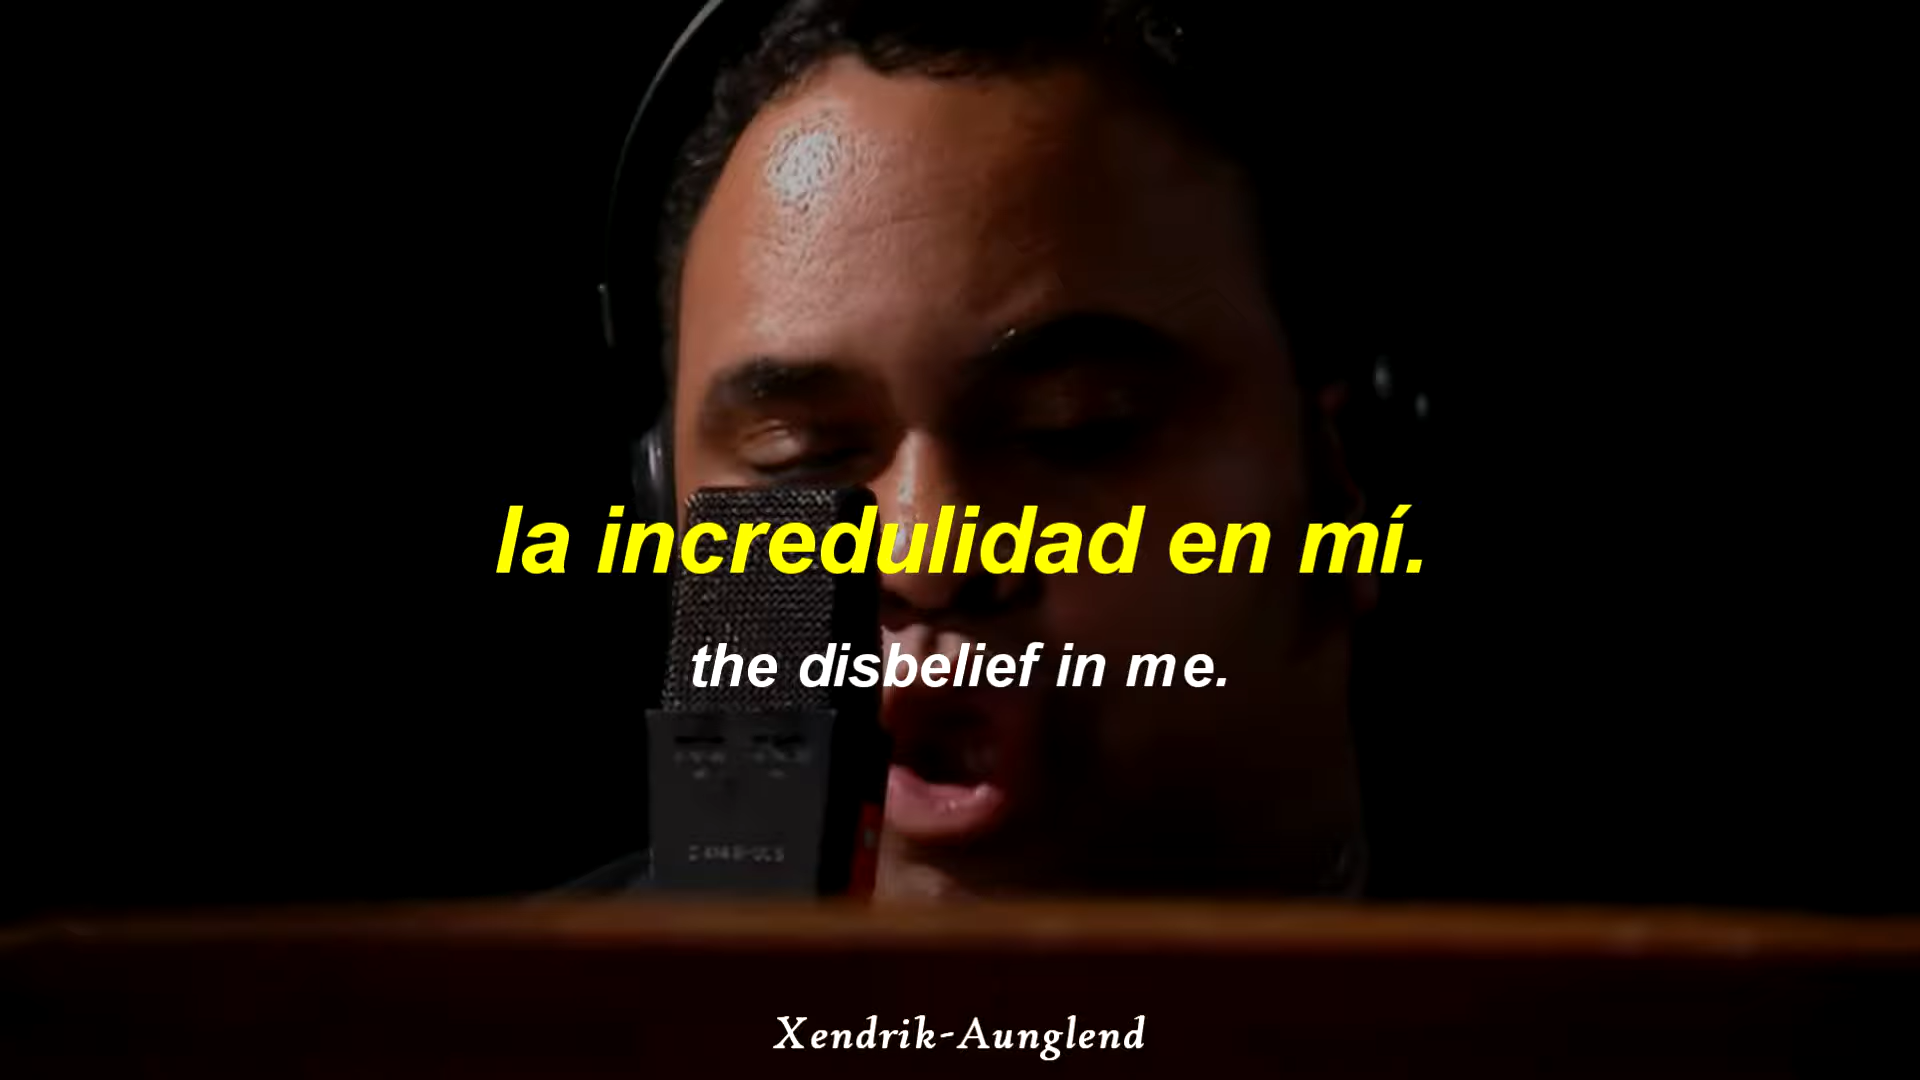 la incredulidad en mí.
the disbelief in me.
Xendrik-Aunglend